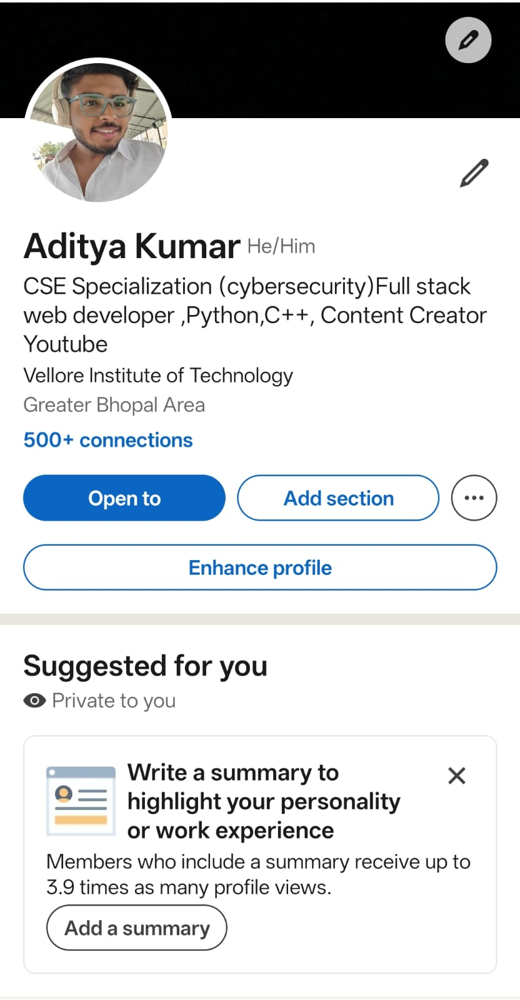 Aditya Kumar He/Him
CSE Specialization (cybersecurity)Full stack
web developer ,Python,C++, Content Creator
Youtube
Vellore Institute of Technology
Greater Bhopal Area
500+ connections
Open to
Add section
Enhance profile
Suggested for you
Private to you
Write a summary to
highlight your personality
or work experience
Members who include a summary receive up to
3.9 times as many profile views.
Add a summary